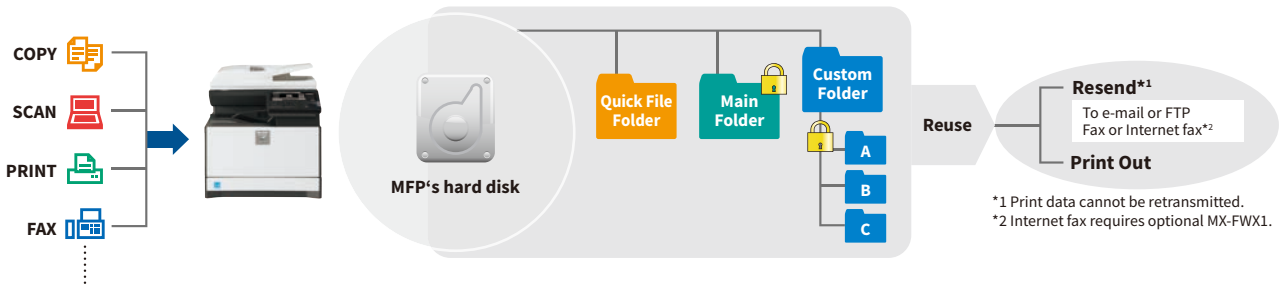 COPY
SCAN
PRINT
FAX
MFP‘s hard disk
Quick File
Folder
Main
Folder
Custom
Folder
A
B
C
Reuse
Resend*1
To e-mail or FTP
Fax or Internet fax*2
Print Out
*1 Print data cannot be retransmitted.
*2 Internet fax requires optional MX-FWX1.